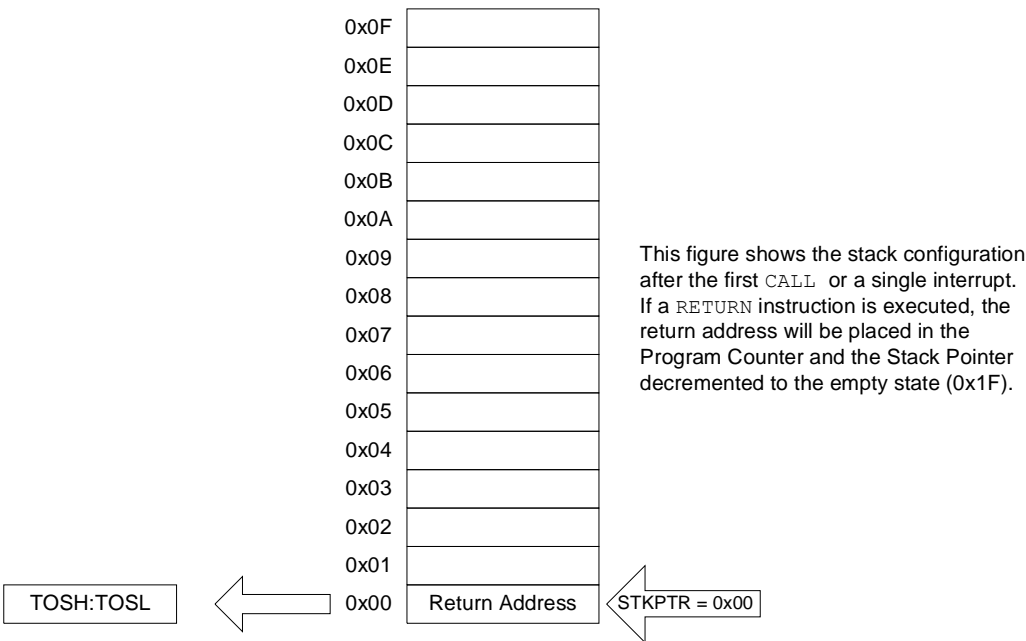 0x0F
0x0E
0x0D
0x0C
0x0B
0x0A
0x09
0x08
0x07
0x06
0x05
0x04
0x03
0x02
0x01
This figure shows the stack configuration
after the first CALL or a single interrupt.
If a RETURN instruction is executed, the
return address will be placed in the
Program Counter and the Stack Pointer
decremented to the empty state (0x1F).
TOSH:TOSL
0x00
Return Address
STKPTR = 0x00